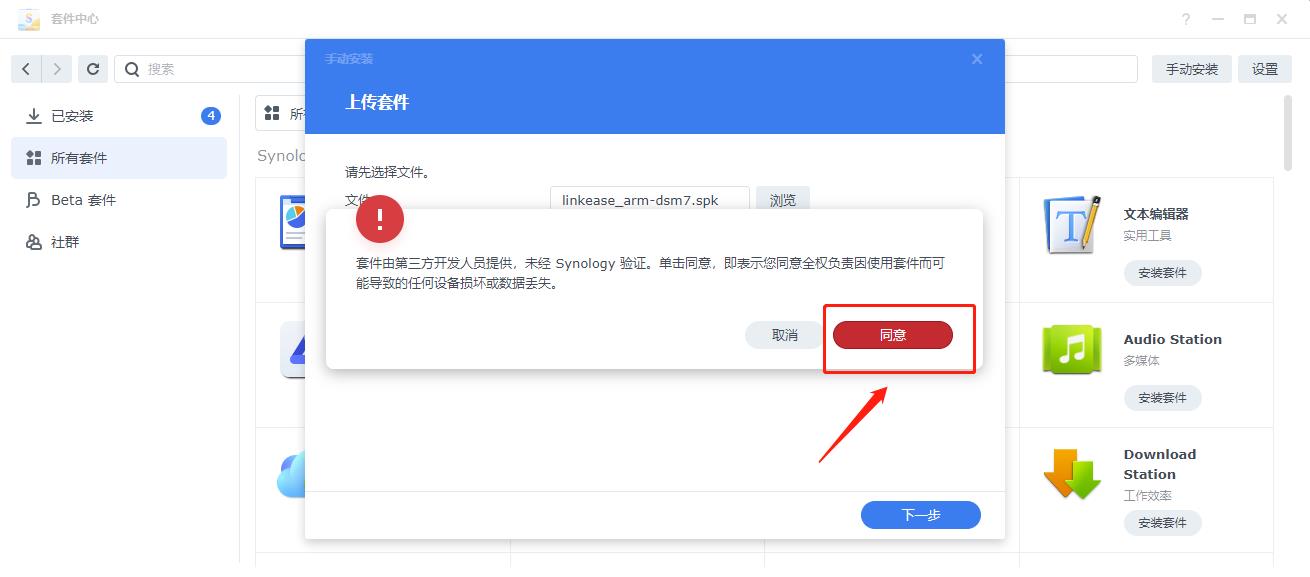 套件中心
搜索
手动安装
设置
已安装
4
所有套件
Beta 套件
社群
所
Synolo
手动安装
上传套件
请先选择文件。
文件
linkease_arm-dsm7.spk
浏览
套件由第三方开发人员提供，未经 Synology 验证。单击同意，即表示您同意全权负责因使用套件而可
能导致的任何设备损坏或数据丢失。
取消
同意
下一步
文本编辑器
实用工具
安装套件
Audio Station
多媒体
安装套件
Download
Station
工作效率
安装套件